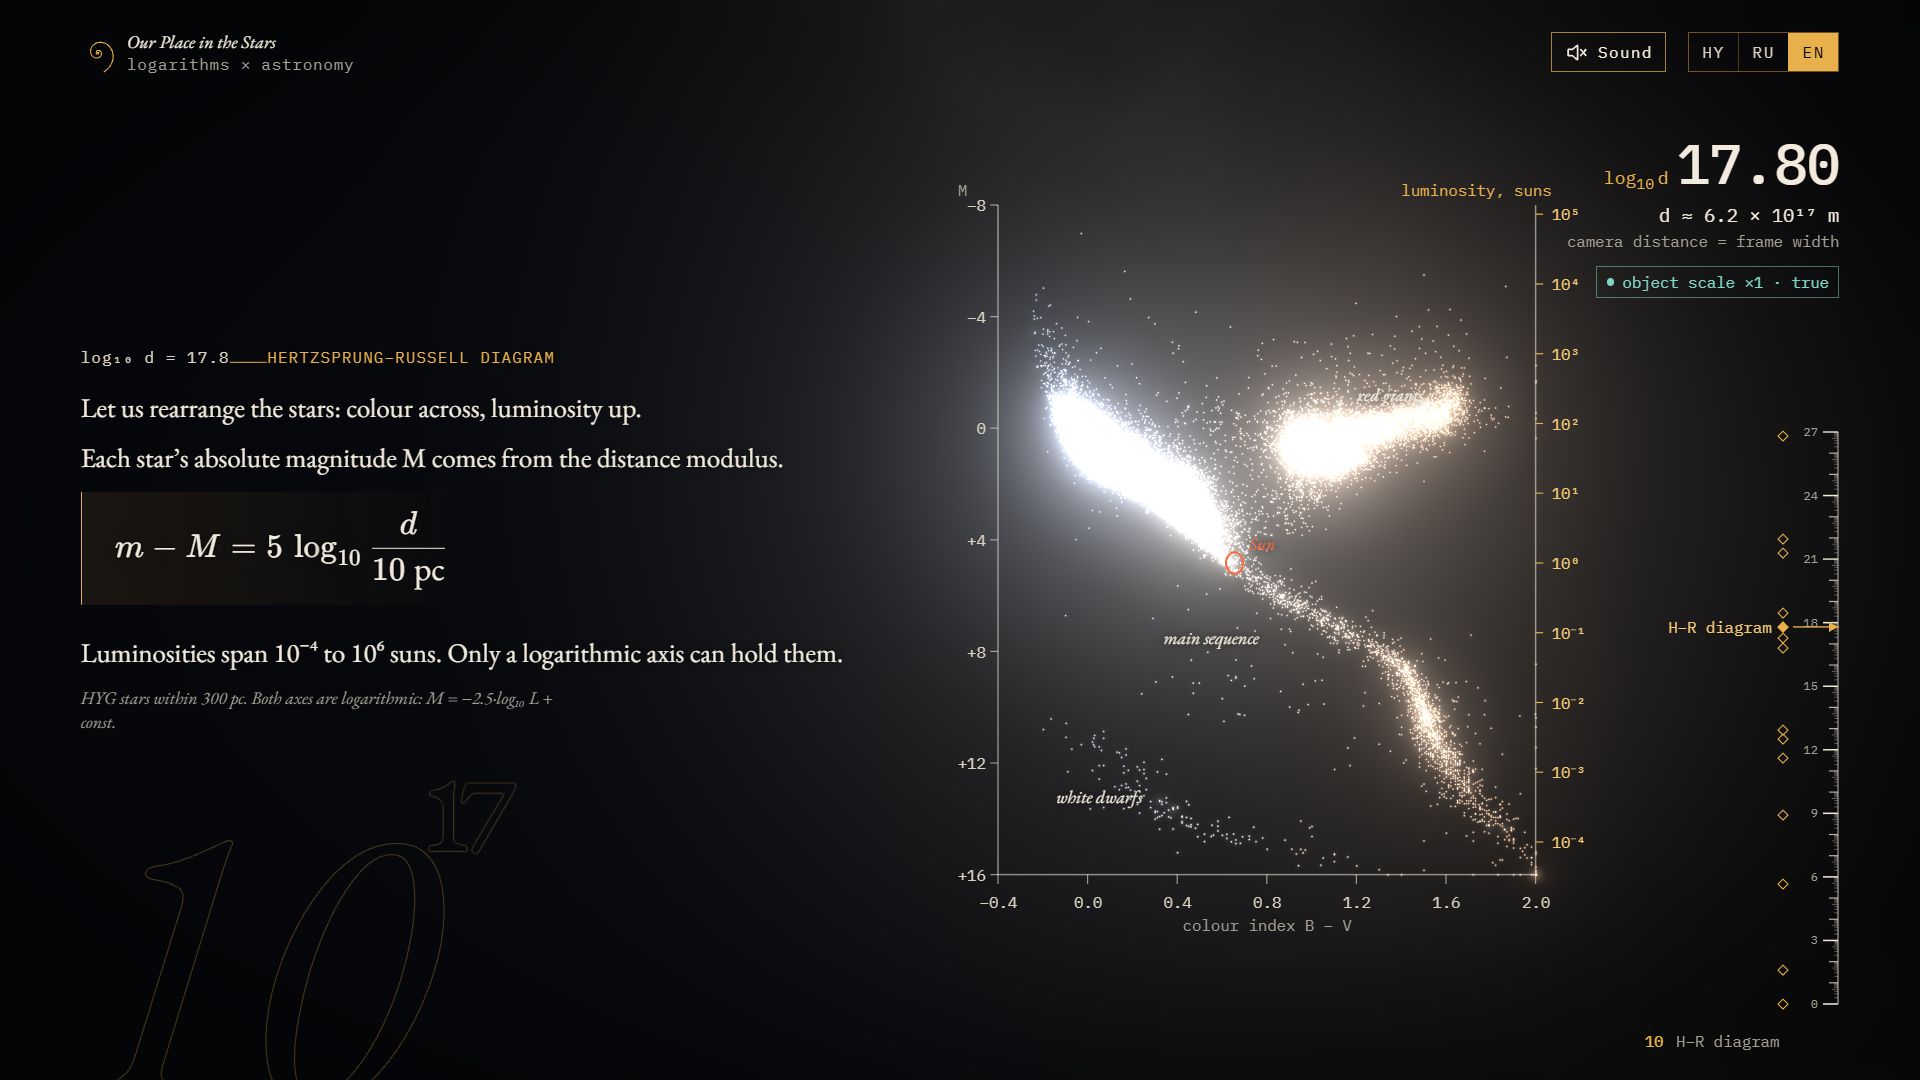 Our Place in the Stars
logarithms × astronomy
Sound
HY RU EN
log₁₀ d 17.80
d ≈ 6.2 × 10¹⁷ m
camera distance = frame width
object scale ×1 · true
log₁₀ d = 17.8 HERTZSPRUNG–RUSSELL DIAGRAM
Let us rearrange the stars: colour across, luminosity up.
Each star’s absolute magnitude M comes from the distance modulus.
m − M = 5 log₁₀ d / 10 pc
Luminosities span 10⁻⁴ to 10⁶ suns. Only a logarithmic axis can hold them.
HYG stars within 300 pc. Both axes are logarithmic: M = −2.5·log₁₀ L +
const.
10¹⁷
M
luminosity, suns
−8
−4
0
+4
+8
+12
+16
10⁵
10⁴
10³
10²
10¹
10⁰
10⁻¹
10⁻²
10⁻³
10⁻⁴
red giants
Sun
main sequence
white dwarfs
−0.4 0.0 0.4 0.8 1.2 1.6 2.0
colour index B − V
27
24
21
18
H–R diagram
15
12
9
6
3
0
10 H–R diagram